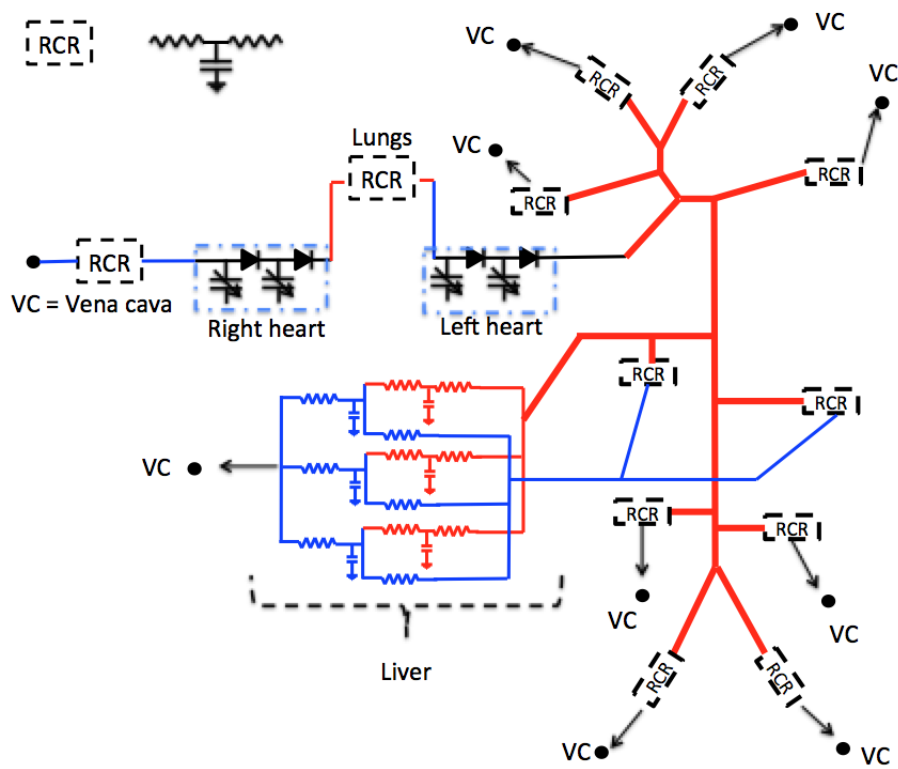 RCR
VC
VC
RCR
RCR
VC
Lungs
RCR
VC
RCR
RCR
RCR
VC = Vena cava
Right heart
Left heart
RCR
RCR
VC
RCR
RCR
VC
VC
Liver
RCR
RCR
VC
VC